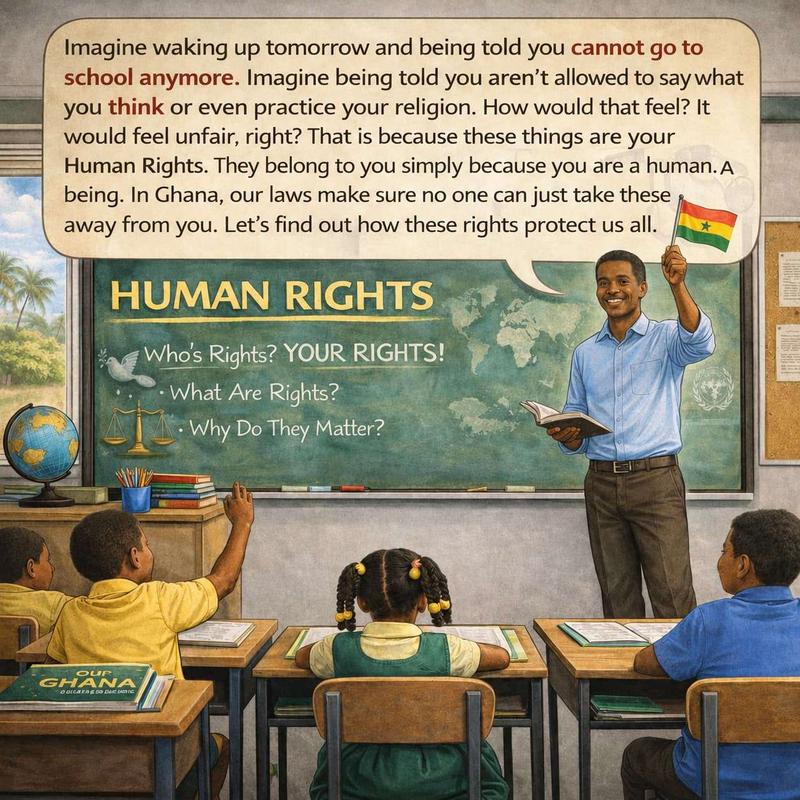 Imagine waking up tomorrow and being told you cannot go to
school anymore. Imagine being told you aren't allowed to say what
you think or even practice your religion. How would that feel? It
would feel unfair, right? That is because these things are your
Human Rights. They belong to you simply because you are a human. A
being. In Ghana, our laws make sure no one can just take these
away from you. Let's find out how these rights protect us all.
HUMAN RIGHTS
Who's Rights? YOUR RIGHTS!
· What Are Rights?
· Why Do They Matter?
OUR
GHANA